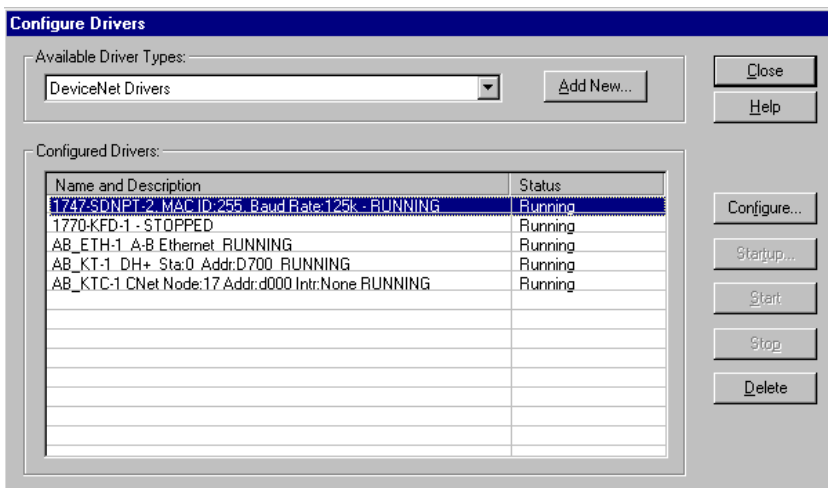 Configure Drivers
Available Driver Types:
DeviceNet Drivers
Add New...
Close
Help
Configured Drivers:
Name and Description Status
1747-SDNPT-2, MAC ID:255, Baud Rate:125k - RUNNING Running
1770-KFD-1 - STOPPED Running
AB_ETH-1 A-B Ethernet RUNNING Running
AB_KT-1 DH+ Sta:0 Addr:D700 RUNNING Running
AB_KTC-1 CNet Node:17 Addr:d000 Intr:None RUNNING Running
Configure...
Startup...
Start
Stop
Delete